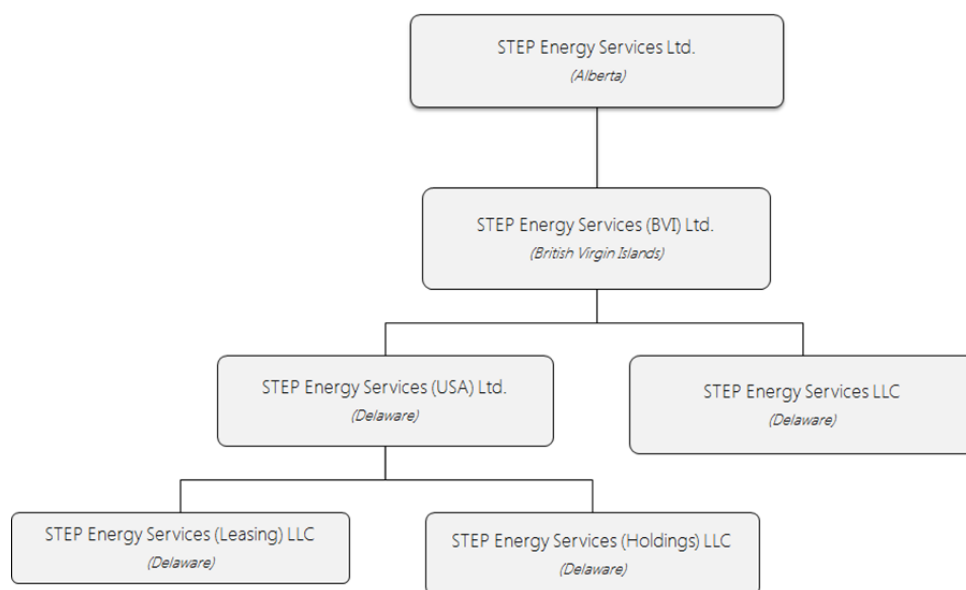 STEP Energy Services Ltd.
(Alberta)
STEP Energy Services (BVI) Ltd.
(British Virgin Islands)
STEP Energy Services (USA) Ltd.
(Delaware)
STEP Energy Services LLC
(Delaware)
STEP Energy Services (Leasing) LLC
(Delaware)
STEP Energy Services (Holdings) LLC
(Delaware)